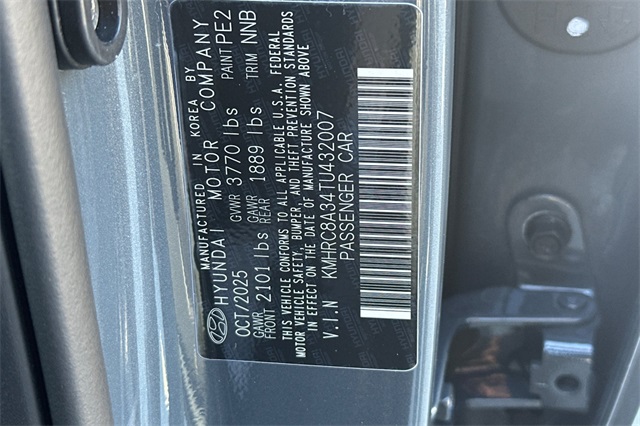 MANUFACTURED IN KOREA BY
HYUNDAI MOTOR COMPANY
OCT/2025 GVWR 3770 lbs PAINT PE2
GAWR FRONT 2101 lbs GAWR REAR 1889 lbs TRIM NNB
THIS VEHICLE CONFORMS TO ALL APPLICABLE U.S.A. FEDERAL
MOTOR VEHICLE SAFETY, BUMPER, AND THEFT PREVENTION STANDARDS
IN EFFECT ON THE DATE OF MANUFACTURE SHOWN ABOVE
V.I.N KMHRC8A34TU432007
PASSENGER CAR